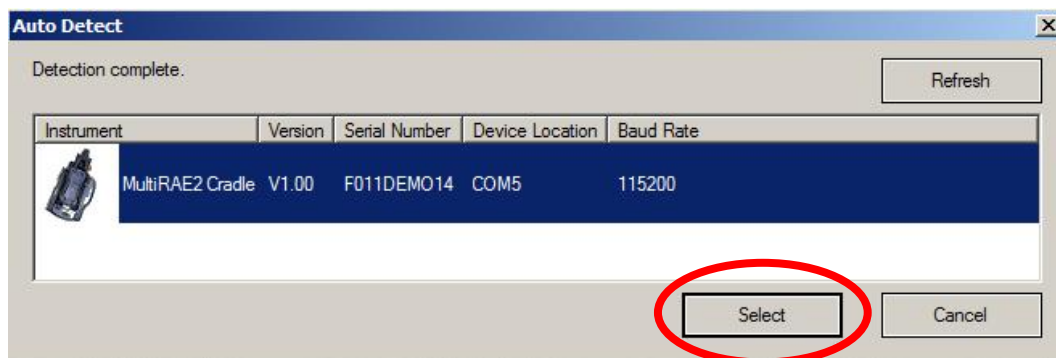 Auto Detect
Detection complete.
Refresh
Instrument Version Serial Number Device Location Baud Rate
MultiRAE2 Cradle V1.00 F011DEMO14 COM5 115200
Select Cancel